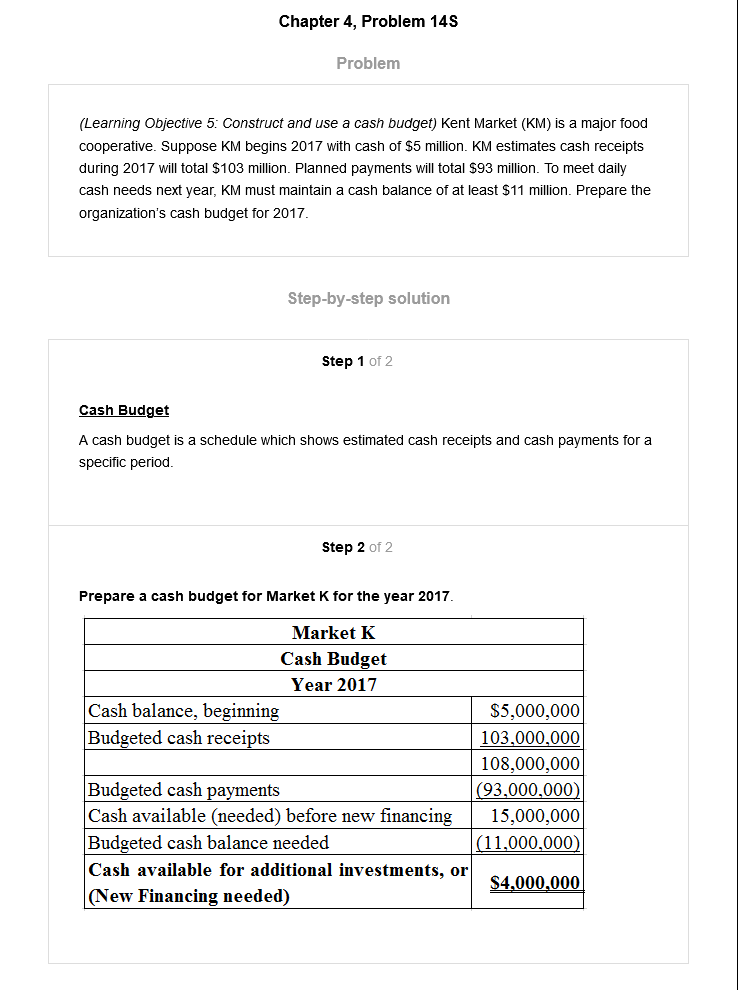 Chapter 4, Problem 14S
Problem
(Learning Objective 5: Construct and use a cash budget) Kent Market (KM) is a major food
cooperative. Suppose KM begins 2017 with cash of $5 million. KM estimates cash receipts
during 2017 will total $103 million. Planned payments will total $93 million. To meet daily
cash needs next year, KM must maintain a cash balance of at least $11 million. Prepare the
organization's cash budget for 2017.
Step-by-step solution
Step 1 of 2
Cash Budget
A cash budget is a schedule which shows estimated cash receipts and cash payments for a
specific period.
Step 2 of 2
Prepare a cash budget for Market K for the year 2017.
Market K
Cash Budget
Year 2017
Cash balance, beginning $5,000,000
Budgeted cash receipts 103,000,000
108,000,000
Budgeted cash payments (93,000,000)
Cash available (needed) before new financing 15,000,000
Budgeted cash balance needed (11,000,000)
Cash available for additional investments, or
(New Financing needed) $4,000,000